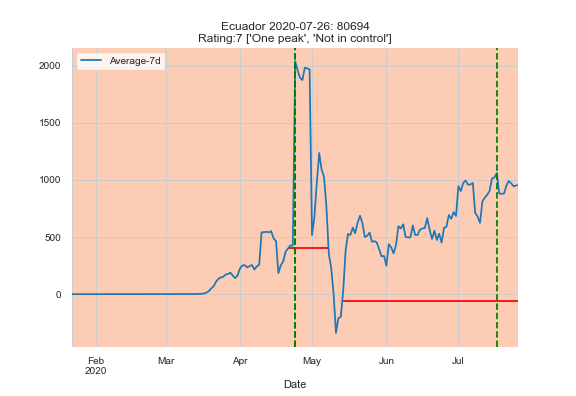 Ecuador 2020-07-26: 80694
Rating:7 ['One peak', 'Not in control']
Average-7d
2000
1500
1000
500
0
Feb
2020
Mar
Apr
May
Jun
Jul
Date